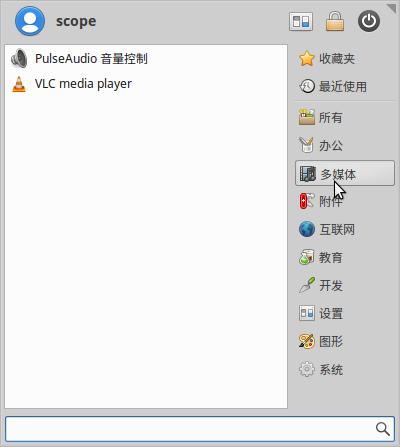 scope
PulseAudio 音量控制
VLC media player
收藏夹
最近使用
所有
办公
多媒体
附件
互联网
教育
开发
设置
图形
系统